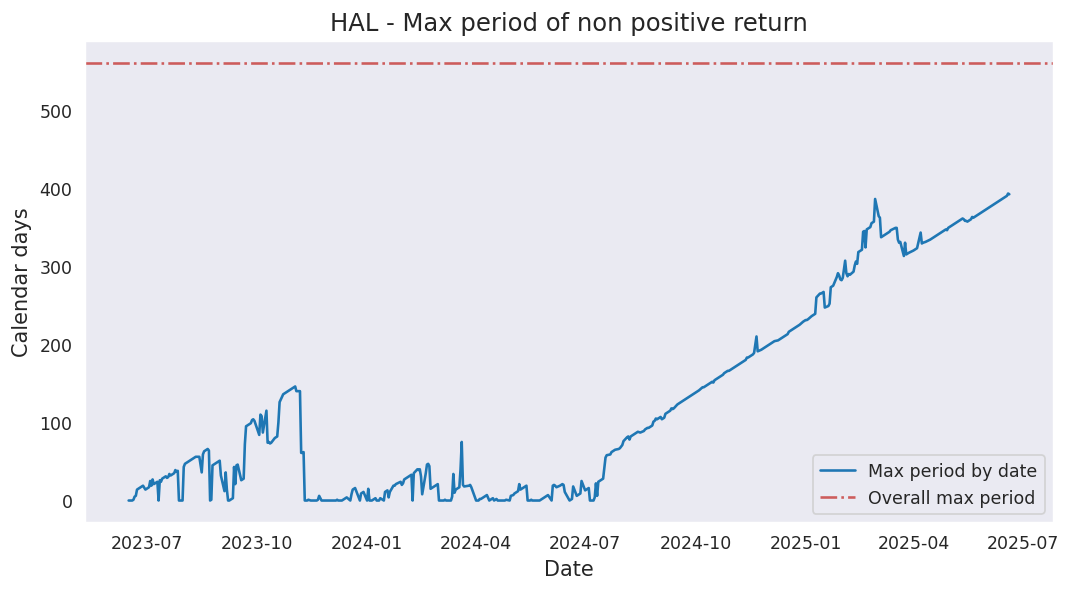 HAL - Max period of non positive return
Calendar days
500
400
300
200
100
0
Max period by date
Overall max period
2023-07 2023-10 2024-01 2024-04 2024-07 2024-10 2025-01 2025-04 2025-07
Date